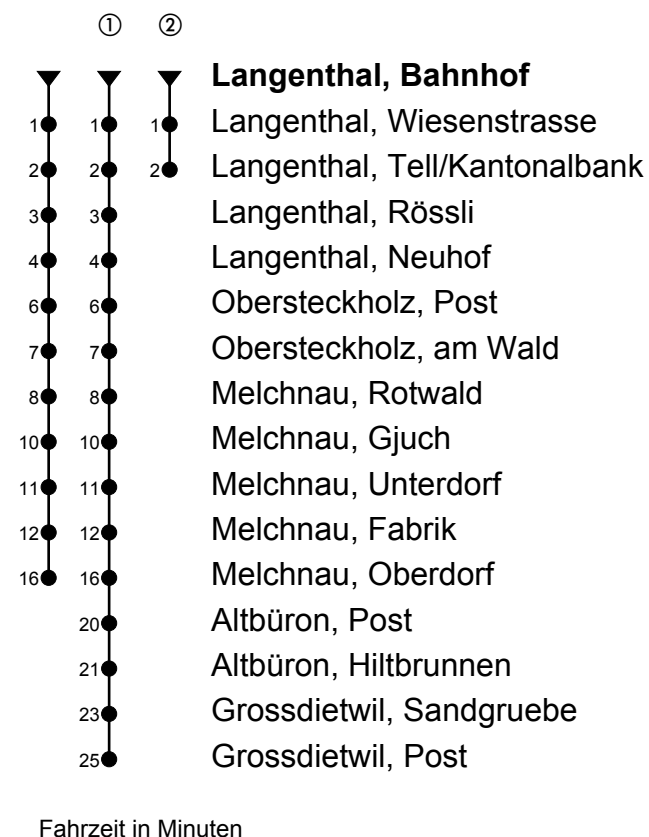 ① ②
Langenthal, Bahnhof
1 1 1 Langenthal, Wiesenstrasse
2 2 2 Langenthal, Tell/Kantonalbank
3 3 Langenthal, Rössli
4 4 Langenthal, Neuhof
6 6 Obersteckholz, Post
7 7 Obersteckholz, am Wald
8 8 Melchnau, Rotwald
10 10 Melchnau, Gjuch
11 11 Melchnau, Unterdorf
12 12 Melchnau, Fabrik
16 16 Melchnau, Oberdorf
20 Altbüron, Post
21 Altbüron, Hiltbrunnen
23 Grossdietwil, Sandgruebe
25 Grossdietwil, Post
Fahrzeit in Minuten